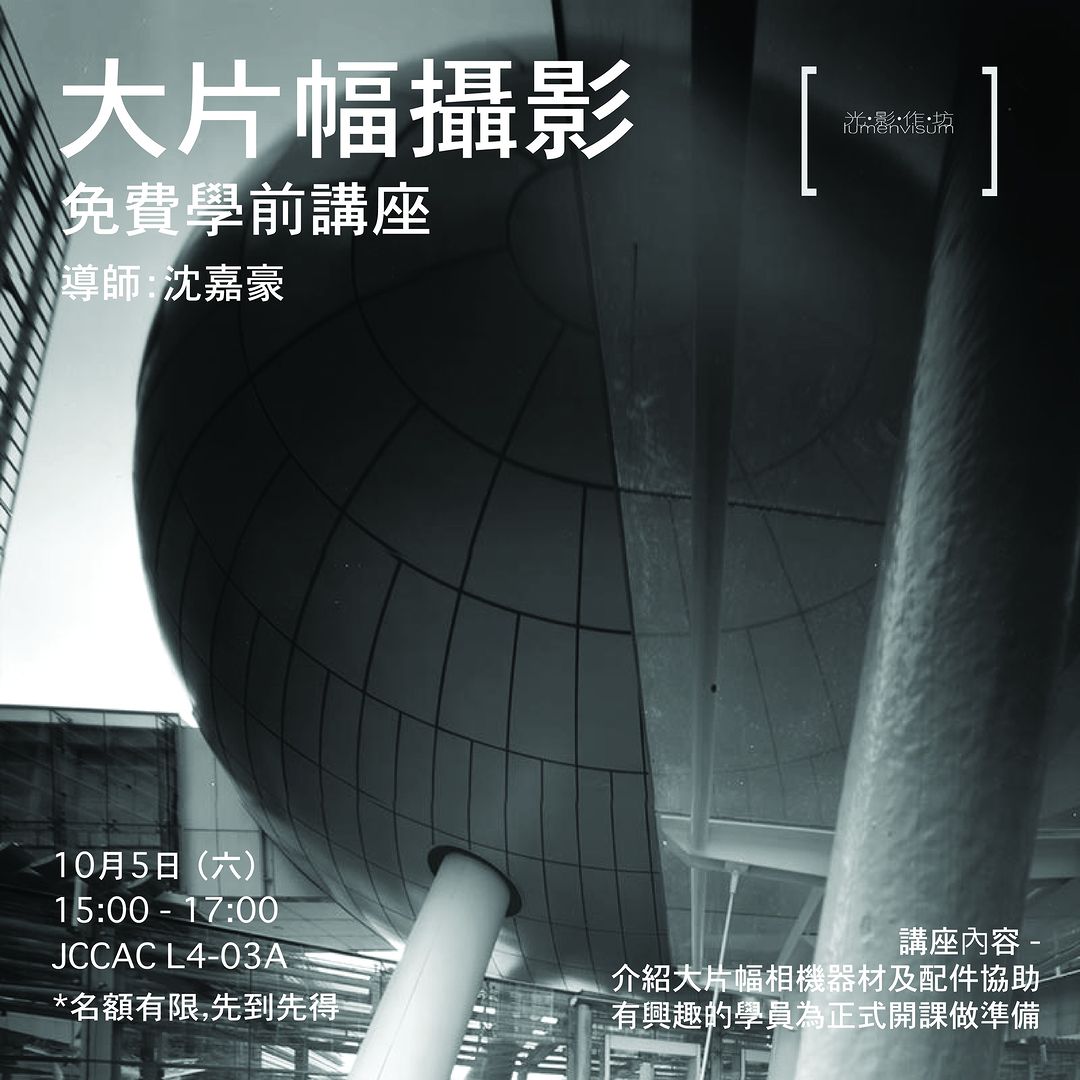 大片幅攝影
免費學前講座
導師：沈嘉豪
光·影·作·坊
lumenvisum
10月5日（六）
15:00 - 17:00
JCCAC L4-03A
*名額有限,先到先得
講座內容 -
介紹大片幅相機器材及配件協助
有興趣的學員為正式開課做準備